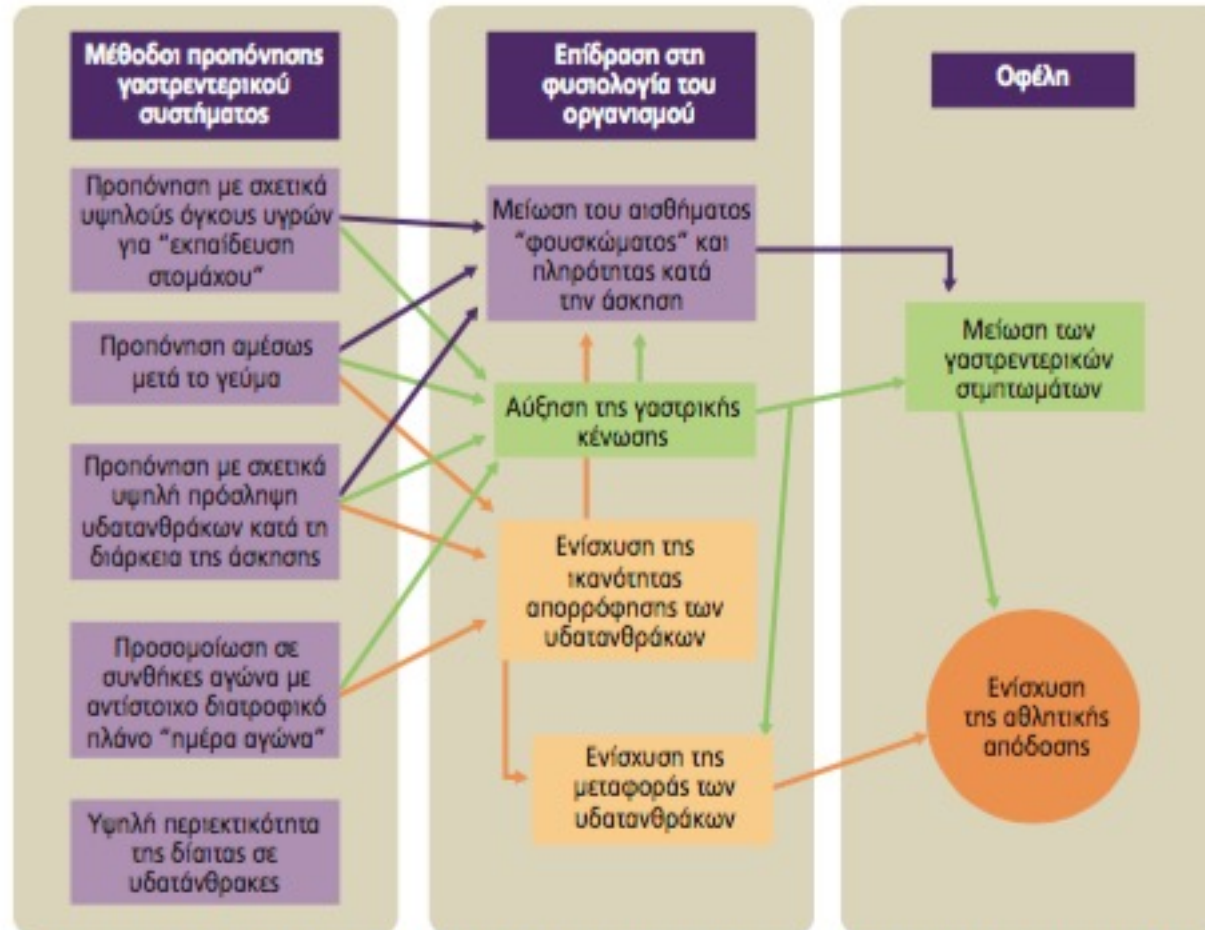 Μέθοδοι προπόνησης
γαστρεντερικού
συστήματος
Προπόνηση με σχετικά
υψηλούς όγκους υγρών
για "εκπαίδευση
στομάχου"
Προπόνηση αμέσως
μετά το γεύμα
Προπόνηση με σχετικά
υψηλή πρόσληψη
υδατανθράκων κατά τη
διάρκεια της άσκησης
Προσομοίωση σε
συνθήκες αγώνα με
αντίστοιχο διατροφικό
πλάνο "ημέρα αγώνα"
Υψηλή περιεκτικότητα
της δίαιτας σε
υδατάνθρακες
Επίδραση στη
φυσιολογία του
οργανισμού
Μείωση του αισθήματος
"φουσκώματος" και
πληρότητας κατά
την άσκηση
Αύξηση της γαστρικής
κένωσης
Ενίσχυση της
ικανότητας
απορρόφησης των
υδατανθράκων
Ενίσχυση της
μεταφοράς των
υδατανθράκων
Οφέλη
Μείωση των
γαστρεντερικών
στμπτωμάτων
Ενίσχυση
της αθλητικής
απόδοσης